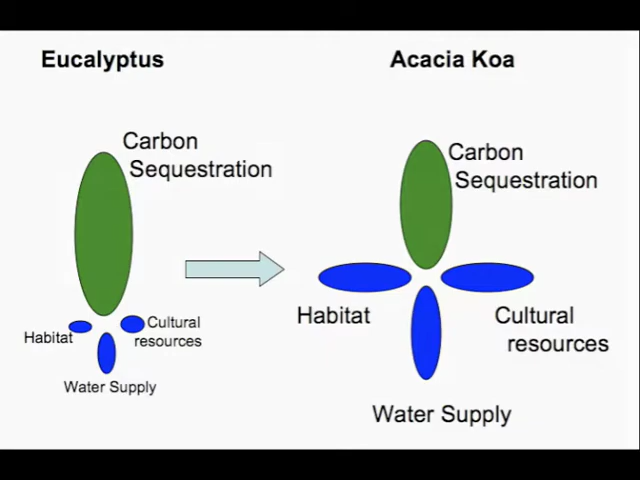 Eucalyptus
Carbon
Sequestration
Habitat
Cultural
resources
Water Supply
Acacia Koa
Carbon
Sequestration
Habitat
Cultural
resources
Water Supply